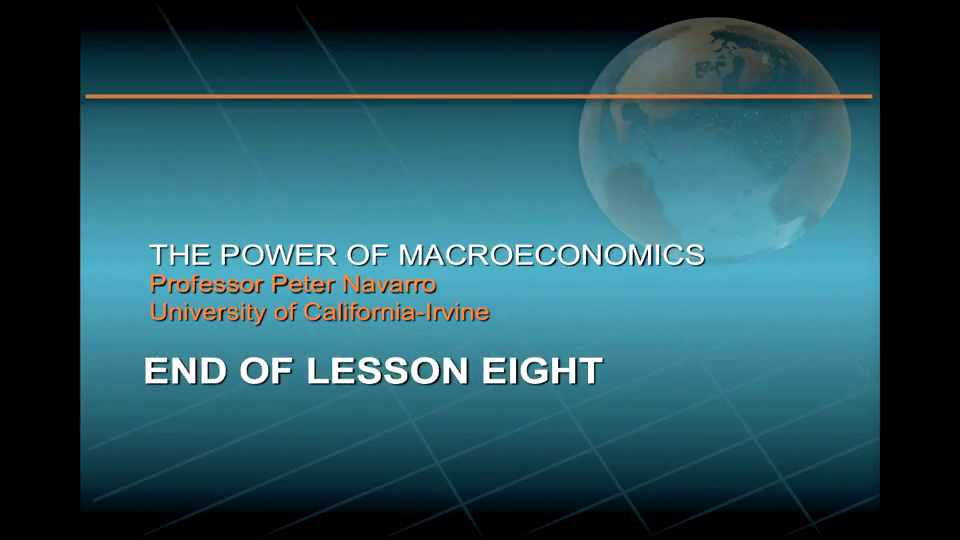 THE POWER OF MACROECONOMICS
Professor Peter Navarro
University of California-Irvine
END OF LESSON EIGHT